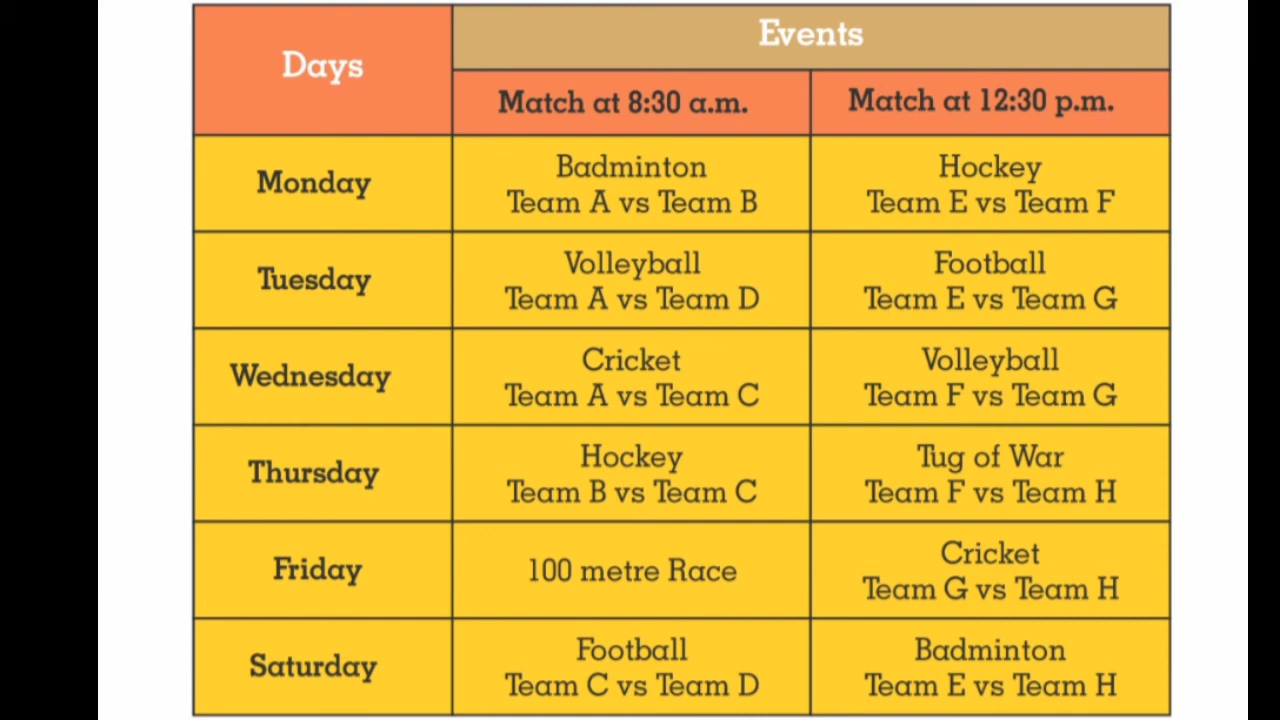 Days
Events
Match at 8:30 a.m.
Match at 12:30 p.m.
Monday
Badminton
Team A vs Team B
Hockey
Team E vs Team F
Tuesday
Volleyball
Team A vs Team D
Football
Team E vs Team G
Wednesday
Cricket
Team A vs Team C
Volleyball
Team F vs Team G
Thursday
Hockey
Team B vs Team C
Tug of War
Team F vs Team H
Friday
100 metre Race
Cricket
Team G vs Team H
Saturday
Football
Team C vs Team D
Badminton
Team E vs Team H